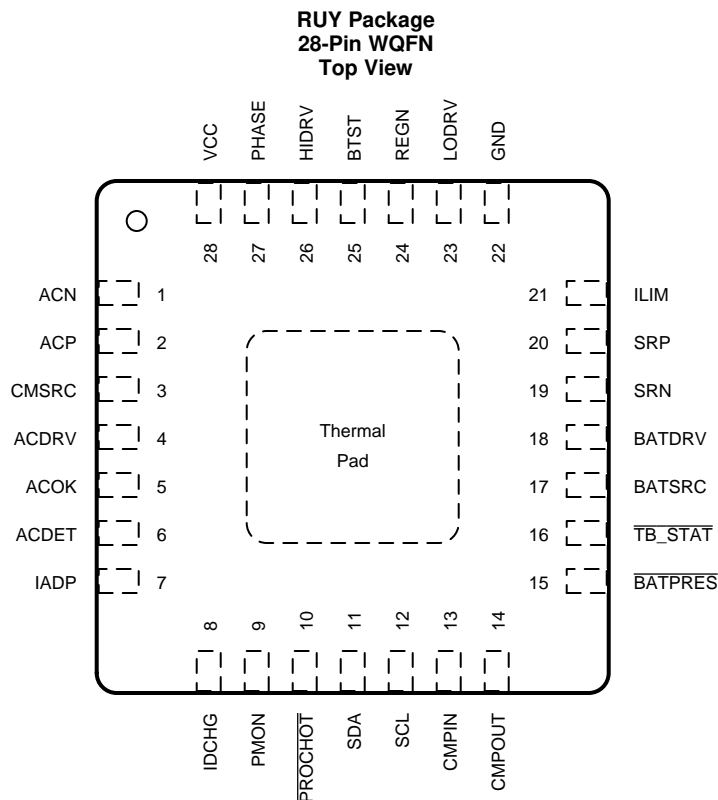 RUY Package
28-Pin WQFN
Top View
VCC
PHASE
HIDRV
BTST
REGN
LODRV
GND
28
27
26
25
24
23
22
ACN 1
ACP 2
CMSRC 3
ACDRV 4
ACOK 5
ACDET 6
IADP 7
Thermal
Pad
21 ILIM
20 SRP
19 SRN
18 BATDRV
17 BATSRC
16 TB_STAT
15 BATPRES
8
9
10
11
12
13
14
IDCHG
PMON
PROCHOT
SDA
SCL
CMPIN
CMPOUT